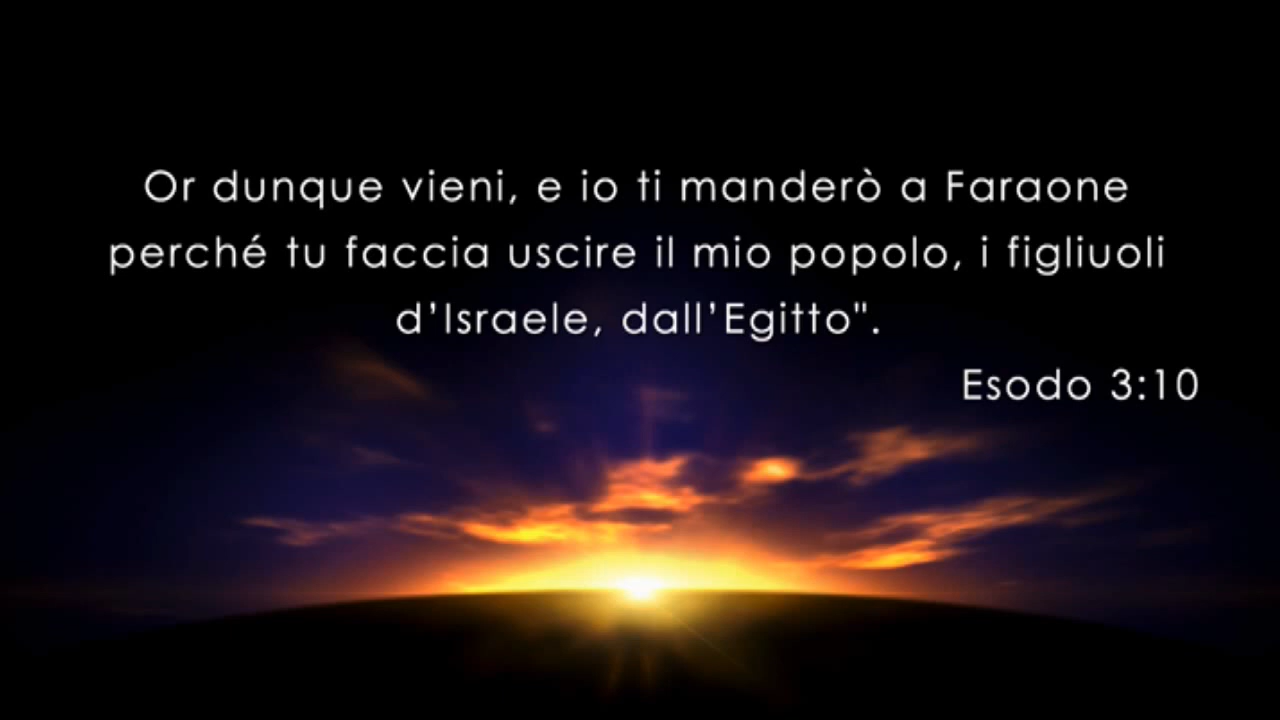 Or dunque vieni, e io ti manderò a Faraone
perché tu faccia uscire il mio popolo, i figliuoli
d’Israele, dall’Egitto".
Esodo 3:10